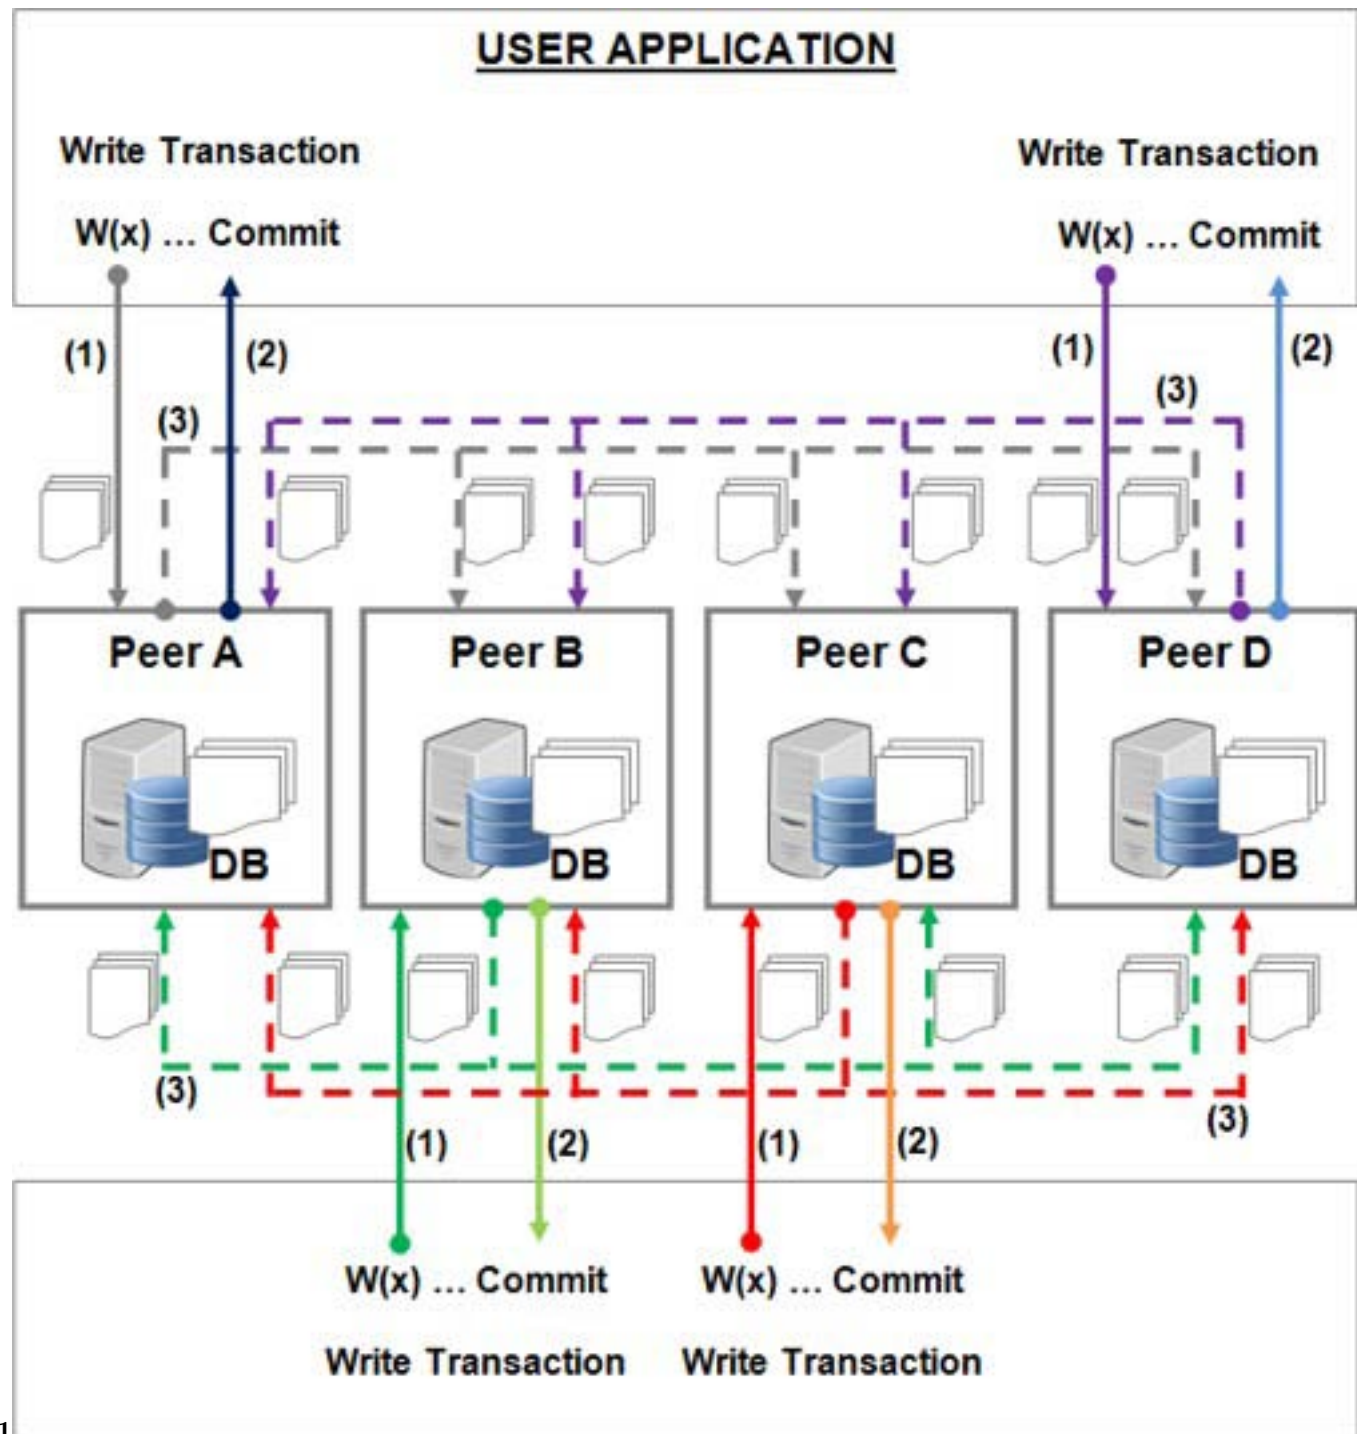 USER APPLICATION
Write Transaction
Write Transaction
W(x) ... Commit
W(x) ... Commit
(1)
(2)
(1)
(2)
(3)
(3)
Peer A
Peer B
Peer C
Peer D
DB
DB
DB
DB
(3)
(3)
(1)
(2)
(1)
(2)
W(x) ... Commit
W(x) ... Commit
Write Transaction
Write Transaction
1